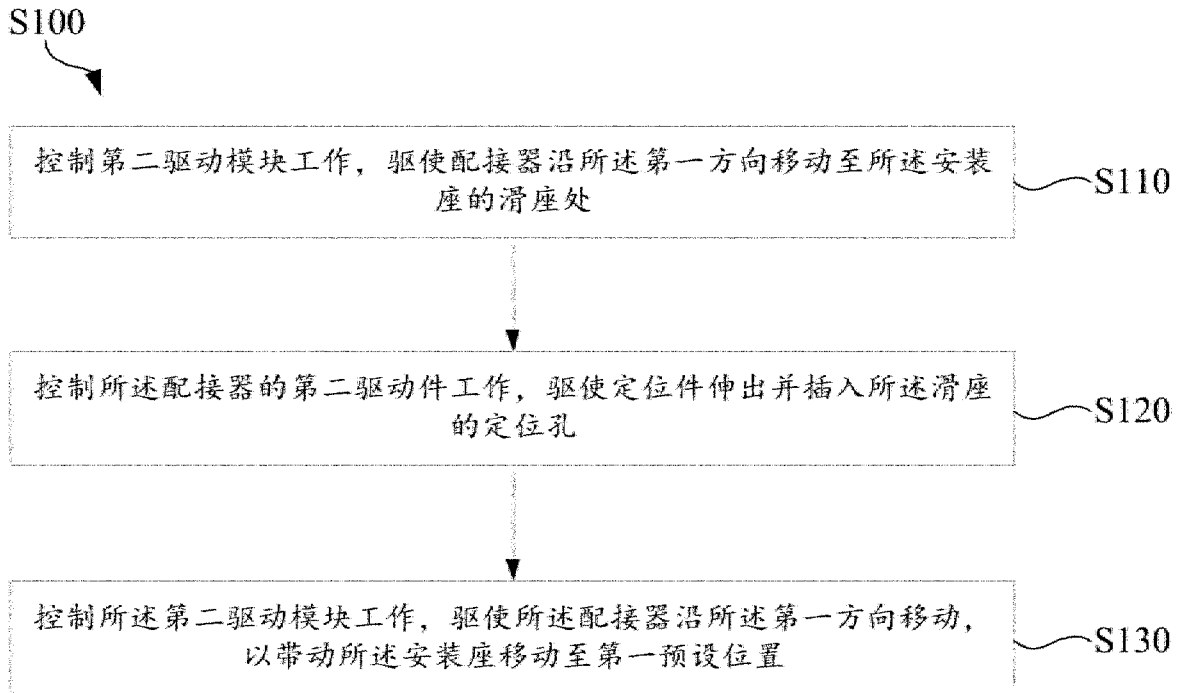 S100
控制第二驱动模块工作，驱使配接器沿所述第一方向移动至所述安装
座的滑座处
S110
控制所述配接器的第二驱动件工作，驱使定位件伸出并插入所述滑座
的定位孔
S120
控制所述第二驱动模块工作，驱使所述配接器沿所述第一方向移动，
以带动所述安装座移动至第一预设位置
S130